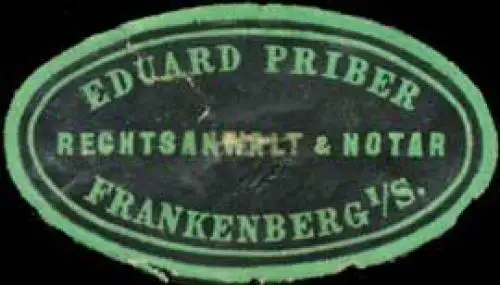 EDUARD PRIBER
RECHTSANWALT & NOTAR
FRANKENBERG I/S.